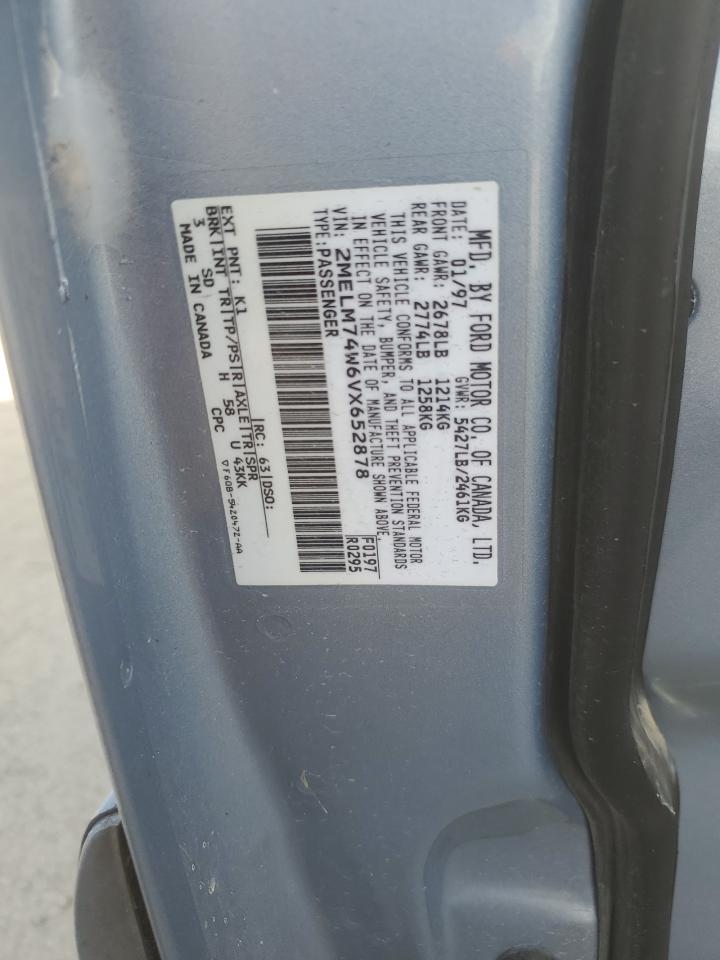 MFD. BY FORD MOTOR CO. OF CANADA, LTD.
DATE: 01/97 GVWR: 5427LB/2461KG
FRONT GAWR: 2678LB 1214KG
REAR GAWR: 2774LB 1258KG
THIS VEHICLE CONFORMS TO ALL APPLICABLE FEDERAL MOTOR
VEHICLE SAFETY, BUMPER, AND THEFT PREVENTION STANDARDS
IN EFFECT ON THE DATE OF MANUFACTURE SHOWN ABOVE.
VIN: 2MELM74W6VX652878 F0197
TYPE: PASSENGER R0295
EXT PNT: K1 |RC: 63|DSO:
BRK|INT TR|TP/PS|R|AXLE|TR|SPR
3 SD H 58 U 43KK
MADE IN CANADA CPC ▽F60B-5420472-AA